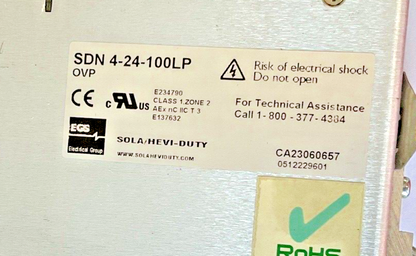 SDN 4-24-100LP
OVP
Risk of electrical shock
Do not open
CE
c RU US
E234790
CLASS 1, ZONE 2
AEx nC IIC T 3
E137632
For Technical Assistance
Call 1-800-377-4384
EGS
Electrical Group
SOLA/HEVI-DUTY
WWW.SOLAHEVIDUTY.COM
CA23060657
0512229601
RoHS